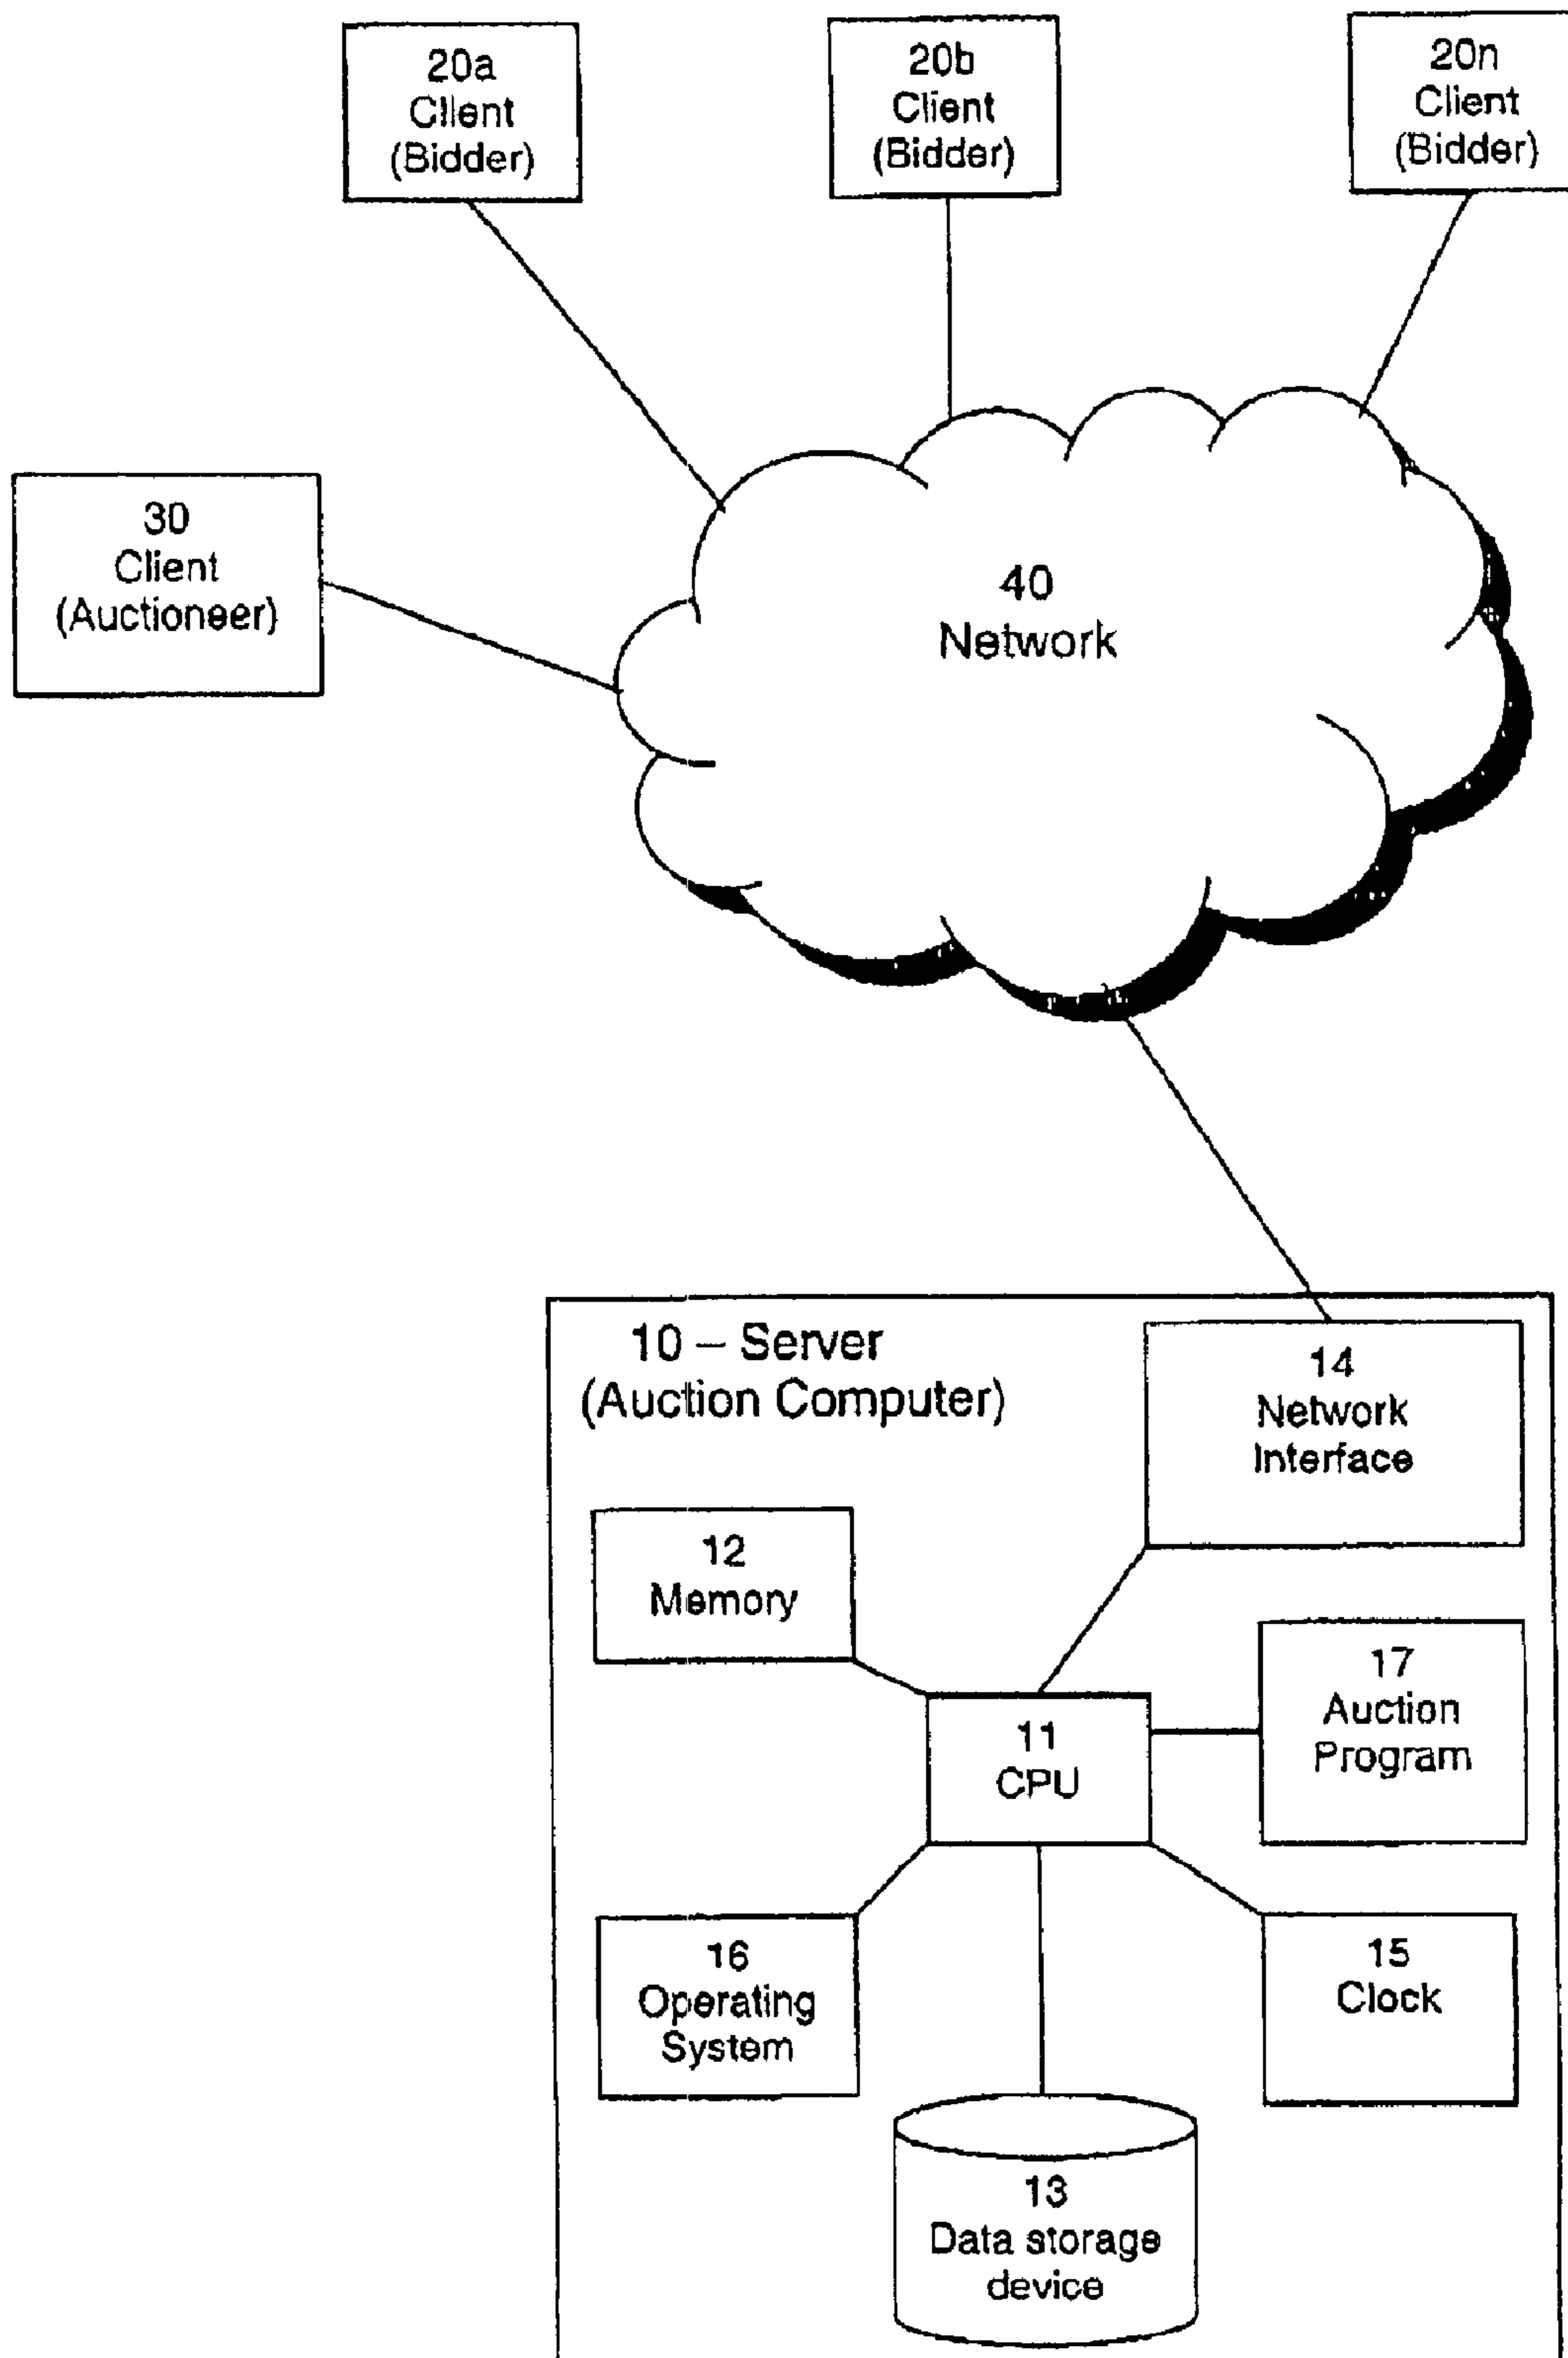 20a
Client
(Bidder)
20b
Client
(Bidder)
20n
Client
(Bidder)
30
Client
(Auctioneer)
40
Network
10 – Server
(Auction Computer)
14
Network
Interface
12
Memory
17
Auction
Program
11
CPU
16
Operating
System
15
Clock
13
Data storage
device